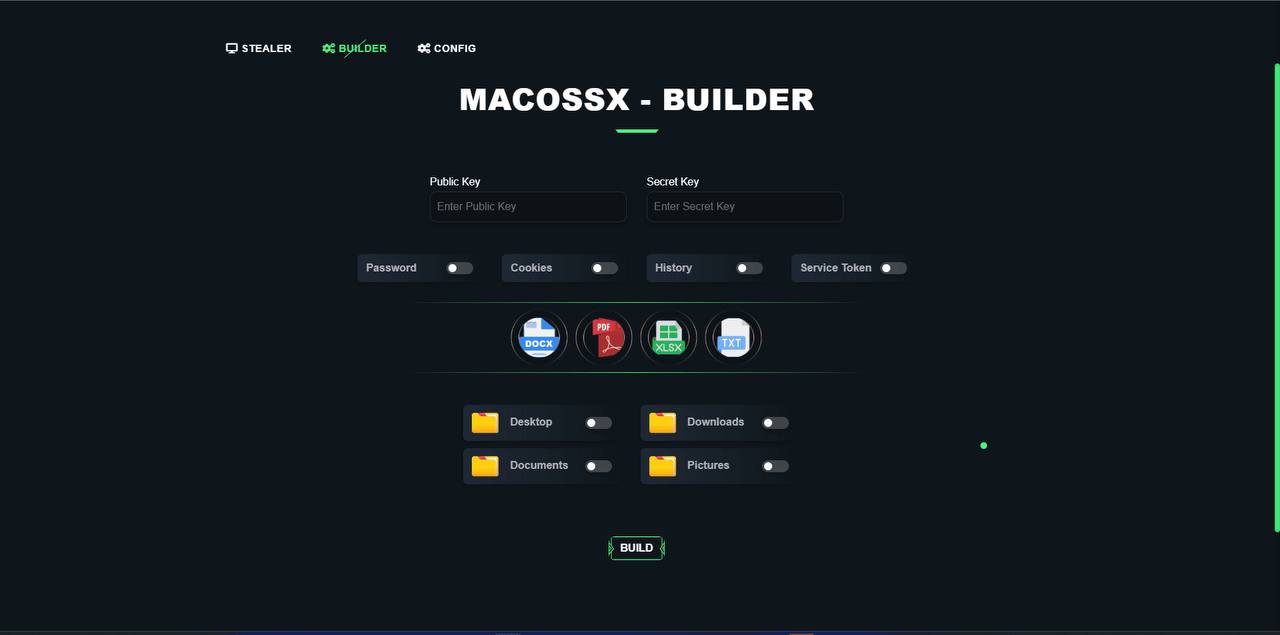 STEALER BUILDER CONFIG
MACOSSX - BUILDER
Public Key Secret Key
Enter Public Key Enter Secret Key
Password Cookies History Service Token
DOCX PDF XLSX TXT
Desktop Downloads
Documents Pictures
BUILD